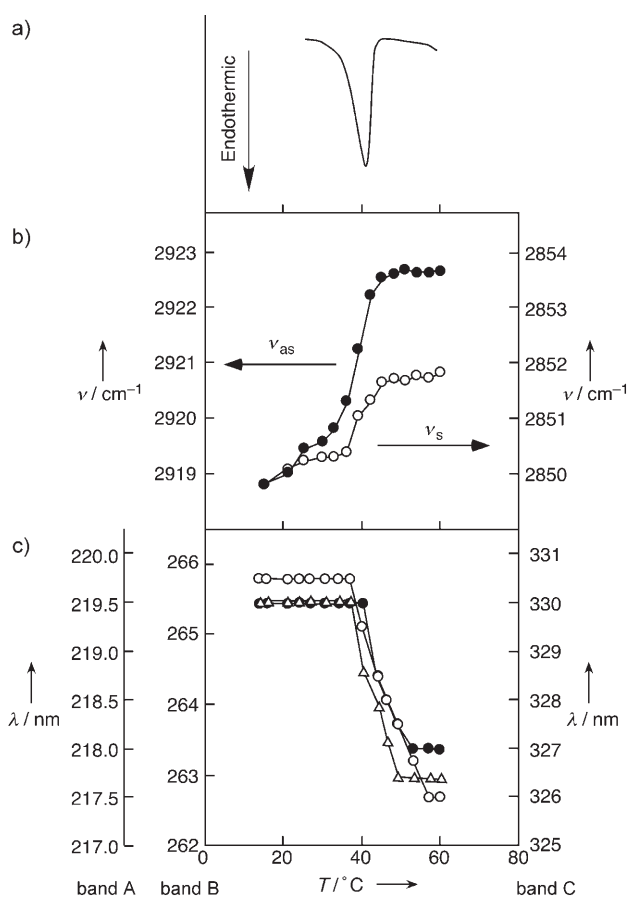 a)
Endothermic
b)
2923
2922
2921
2920
2919
ν / cm⁻¹
νas
νs
2854
2853
2852
2851
2850
ν / cm⁻¹
c)
220.0
219.5
219.0
218.5
218.0
217.5
217.0
λ / nm
266
265
264
263
262
331
330
329
328
327
326
325
λ / nm
0 20 40 60 80
band A band B T / °C band C